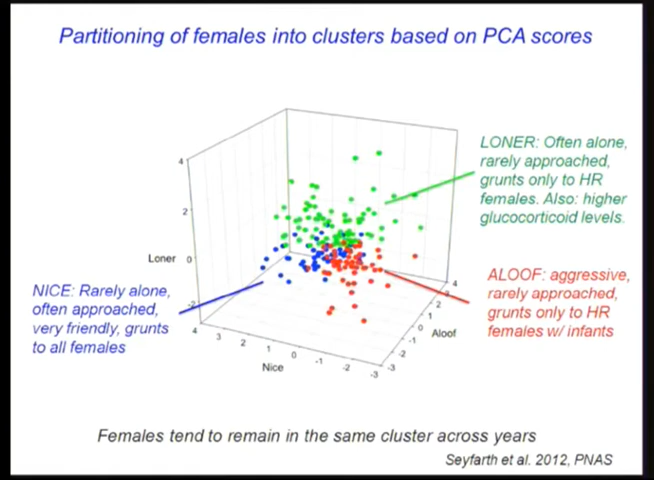 Partitioning of females into clusters based on PCA scores
LONER: Often alone,
rarely approached,
grunts only to HR
females. Also: higher
glucocorticoid levels.
4
2
Loner 0
-2
NICE: Rarely alone,
often approached,
very friendly, grunts
to all females
ALOOF: aggressive,
rarely approached,
grunts only to HR
females w/ infants
4
3
2
1
0
-1
-2
-3
Nice
4
3
2
1
0
-1
-2
-3
Aloof
Females tend to remain in the same cluster across years
Seyfarth et al. 2012, PNAS